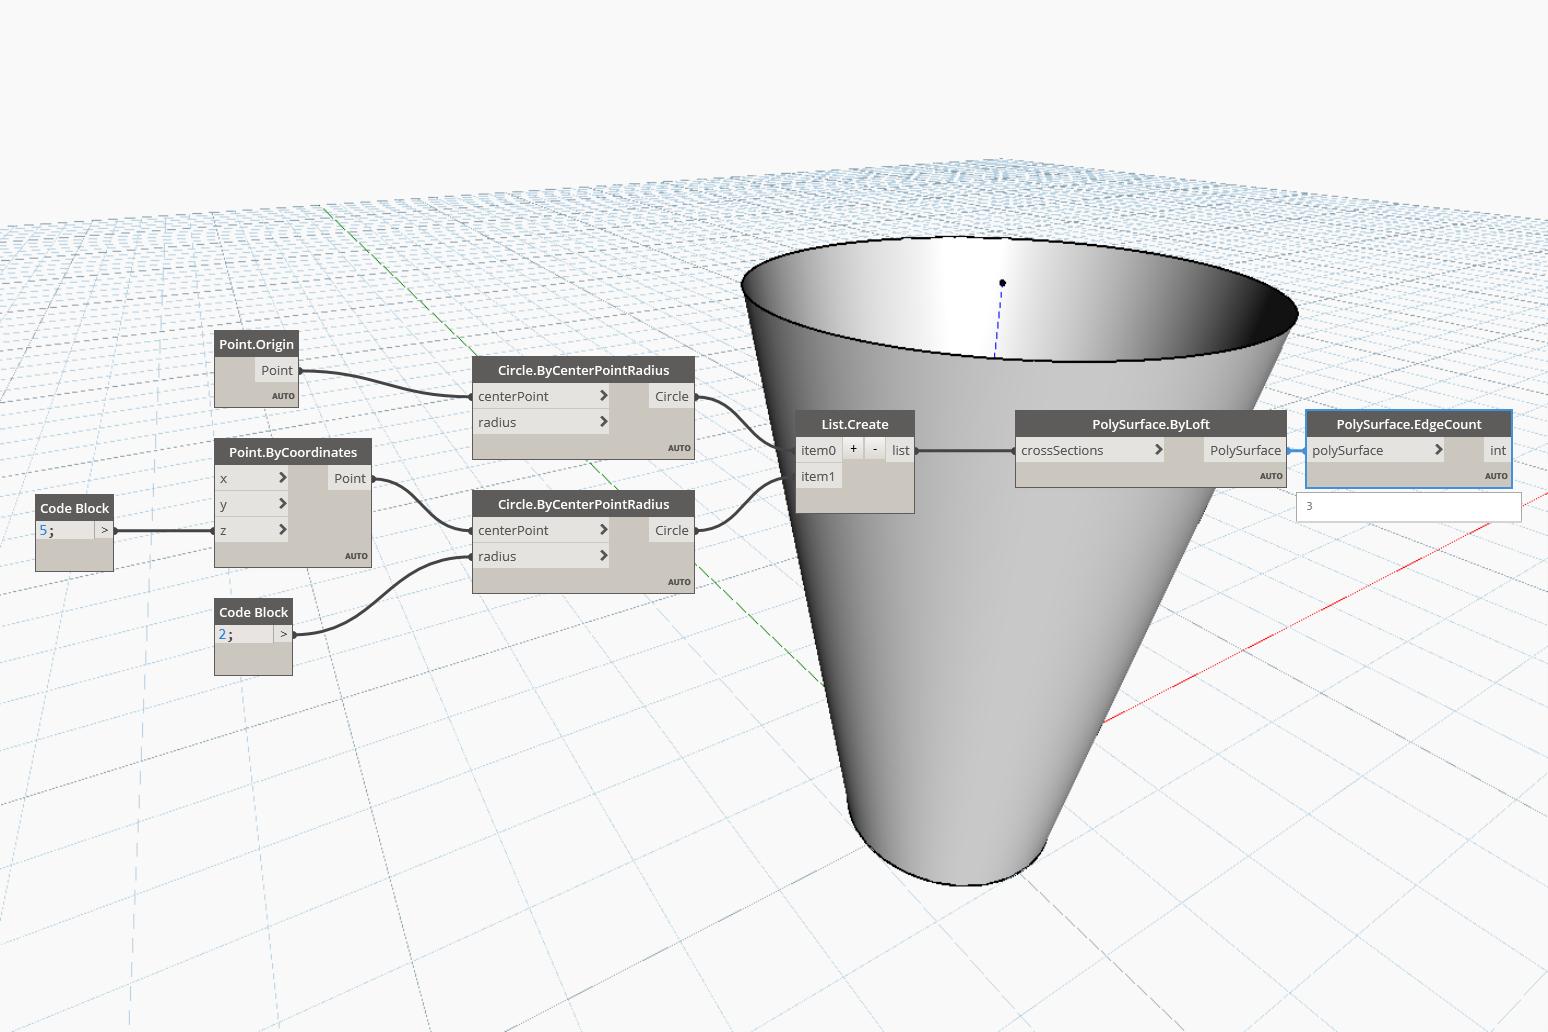 Point.Origin
Point
AUTO
Point.ByCoordinates
x >
Point
y >
z >
AUTO
Code Block
5; >
Code Block
2; >
Circle.ByCenterPointRadius
centerPoint >
Circle
radius >
AUTO
Circle.ByCenterPointRadius
centerPoint >
Circle
radius >
AUTO
List.Create
item0 + - list
item1
PolySurface.ByLoft
crossSections >
PolySurface
AUTO
PolySurface.EdgeCount
polySurface >
int
AUTO
3